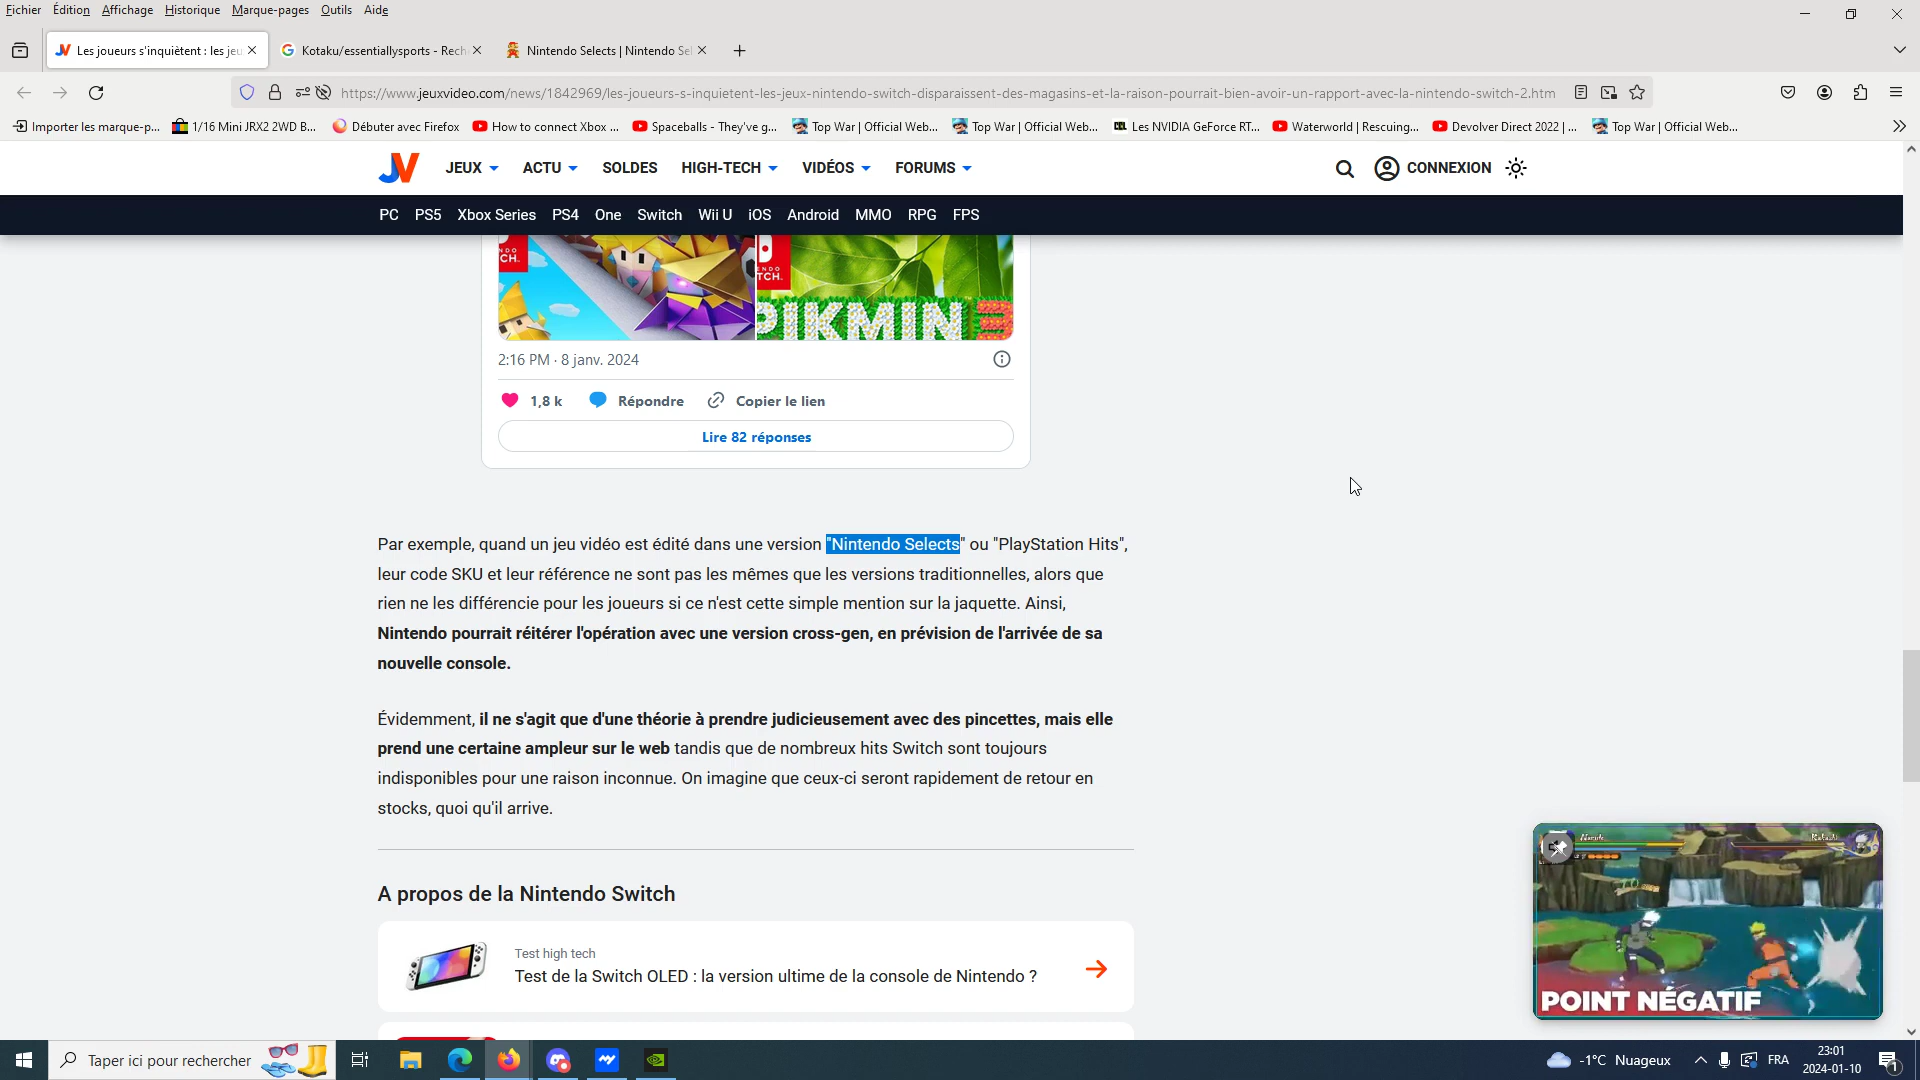 Fichier Édition Affichage Historique Marque-pages Outils Aide
Les joueurs s'inquiètent : les jeu
Kotaku/essentiallysports - Rech
Nintendo Selects | Nintendo Sel
https://www.jeuxvideo.com/news/1842969/les-joueurs-s-inquietent-les-jeux-nintendo-switch-disparaissent-des-magasins-et-la-raison-pourrait-bien-avoir-un-rapport-avec-la-nintendo-switch-2.htm
Importer les marque-p... 1/16 Mini JRX2 2WD B... Débuter avec Firefox How to connect Xbox ... Spaceballs - They've g... Top War | Official Web... Top War | Official Web... Les NVIDIA GeForce RT... Waterworld | Rescuing... Devolver Direct 2022 | ... Top War | Official Web...
JV JEUX ACTU SOLDES HIGH-TECH VIDÉOS FORUMS CONNEXION
PC PS5 Xbox Series PS4 One Switch Wii U iOS Android MMO RPG FPS
NDO
CH.
NDO
TCH.
PIKMIN 3
2:16 PM · 8 janv. 2024
1,8 k Répondre Copier le lien
Lire 82 réponses
Par exemple, quand un jeu vidéo est édité dans une version "Nintendo Selects" ou "PlayStation Hits",
leur code SKU et leur référence ne sont pas les mêmes que les versions traditionnelles, alors que
rien ne les différencie pour les joueurs si ce n'est cette simple mention sur la jaquette. Ainsi,
Nintendo pourrait réitérer l'opération avec une version cross-gen, en prévision de l'arrivée de sa
nouvelle console.
Évidemment, il ne s'agit que d'une théorie à prendre judicieusement avec des pincettes, mais elle
prend une certaine ampleur sur le web tandis que de nombreux hits Switch sont toujours
indisponibles pour une raison inconnue. On imagine que ceux-ci seront rapidement de retour en
stocks, quoi qu'il arrive.
A propos de la Nintendo Switch
Test high tech
Test de la Switch OLED : la version ultime de la console de Nintendo ?
POINT NÉGATIF
Taper ici pour rechercher
-1°C Nuageux
FRA
23:01
2024-01-10
1